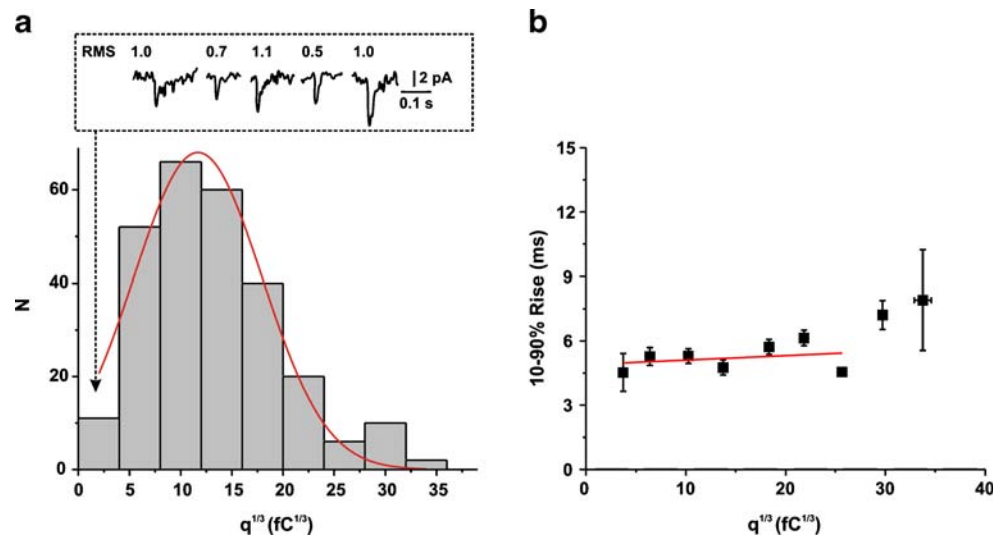 a
RMS 1.0 0.7 1.1 0.5 1.0
2 pA
0.1 s
60
40
20
0
N
0 5 10 15 20 25 30 35
q1/3 (fC1/3)
b
15
12
9
6
3
0
10-90% Rise (ms)
0 10 20 30 40
q1/3 (fC1/3)